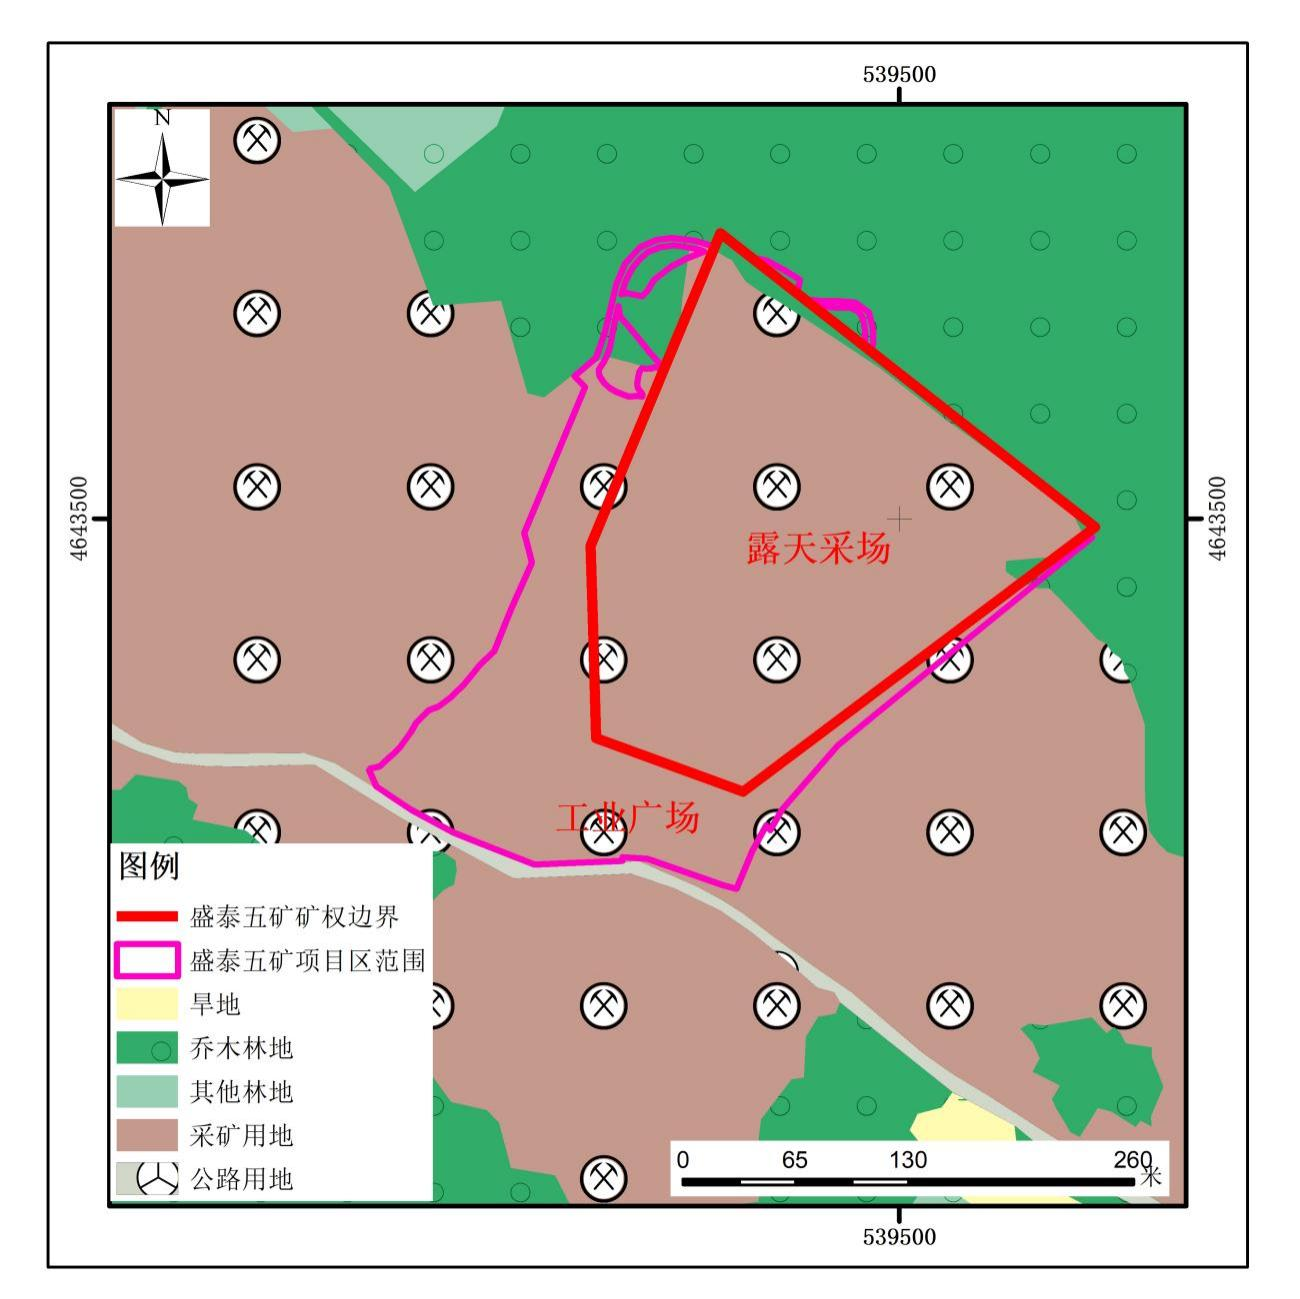 539500
N
4643500
4643500
露天采场
工业广场
图例
盛泰五矿矿权边界
盛泰五矿项目区范围
旱地
乔木林地
其他林地
采矿用地
公路用地
0 65 130 260
米
539500